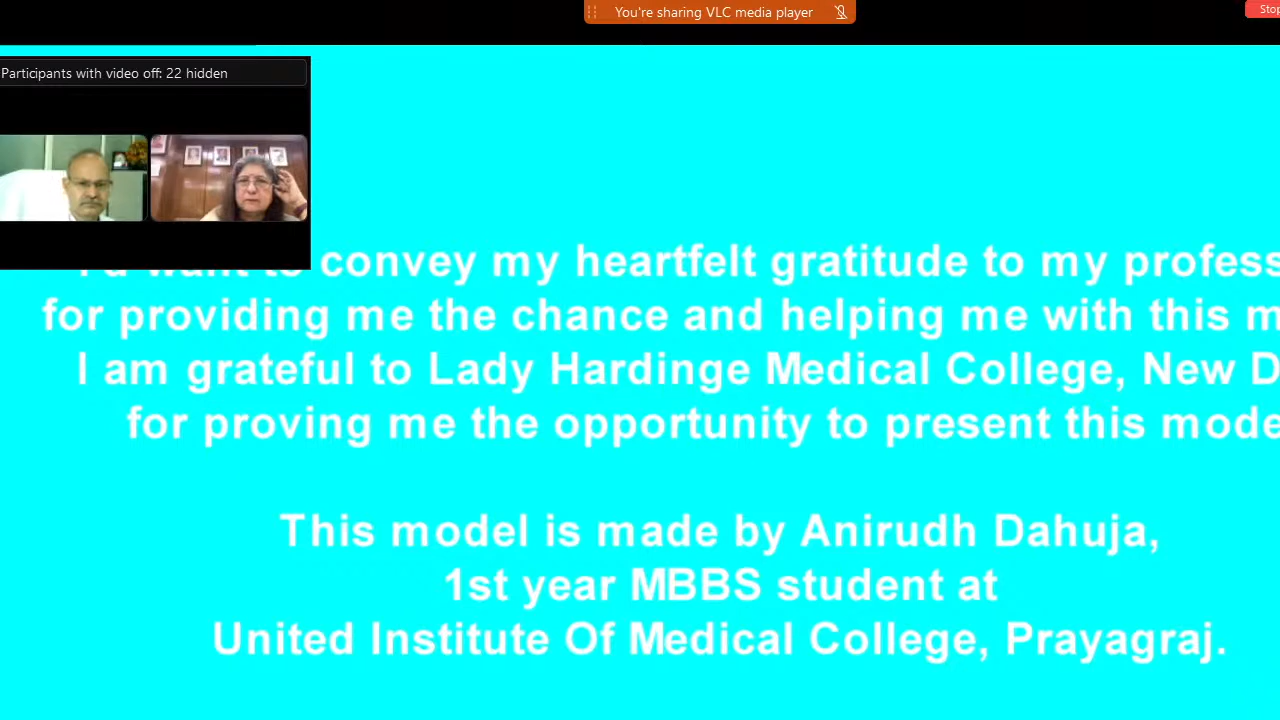 You're sharing VLC media player
Stop
Participants with video off: 22 hidden
I'd want to convey my heartfelt gratitude to my profess
for providing me the chance and helping me with this m
I am grateful to Lady Hardinge Medical College, New D
for proving me the opportunity to present this mode
This model is made by Anirudh Dahuja,
1st year MBBS student at
United Institute Of Medical College, Prayagraj.